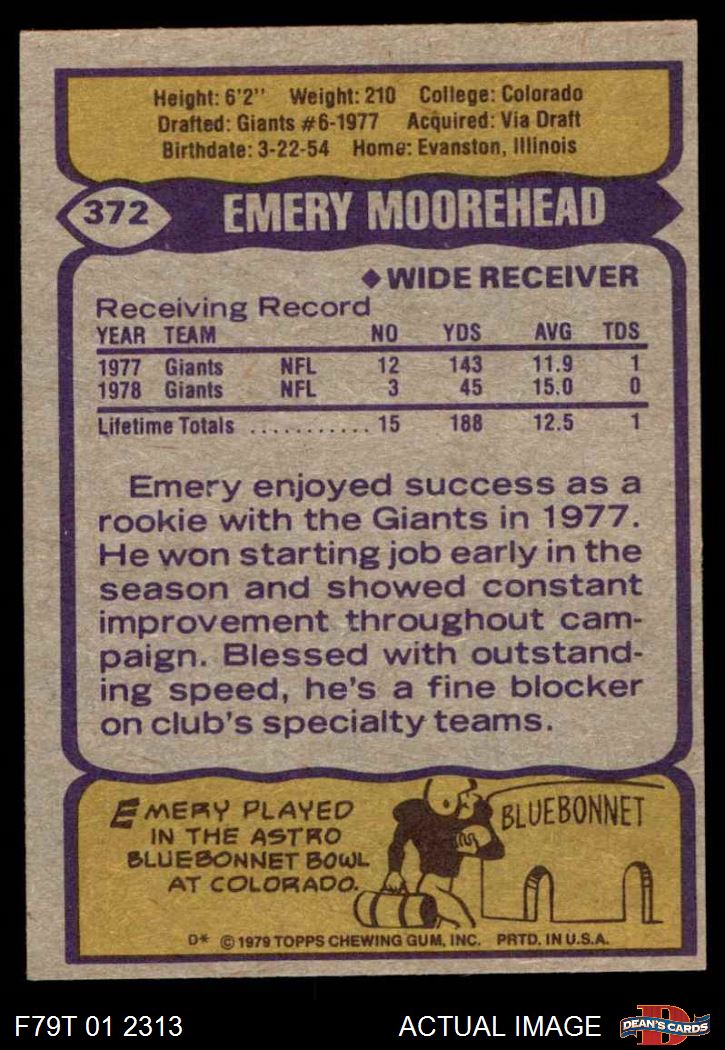 Height: 6'2" Weight: 210 College: Colorado
Drafted: Giants #6-1977 Acquired: Via Draft
Birthdate: 3-22-54 Home: Evanston, Illinois
372 EMERY MOOREHEAD
◆WIDE RECEIVER
Receiving Record
YEAR TEAM NO YDS AVG TDS
1977 Giants NFL 12 143 11.9 1
1978 Giants NFL 3 45 15.0 0
Lifetime Totals ........... 15 188 12.5 1
Emery enjoyed success as a
rookie with the Giants in 1977.
He won starting job early in the
season and showed constant
improvement throughout cam-
paign. Blessed with outstand-
ing speed, he's a fine blocker
on club's specialty teams.
EMERY PLAYED
IN THE ASTRO
BLUEBONNET BOWL
AT COLORADO.
BLUEBONNET
D* © 1979 TOPPS CHEWING GUM, INC. PRTD. IN U.S.A.
F79T 01 2313 ACTUAL IMAGE D DEAN'S CARDS